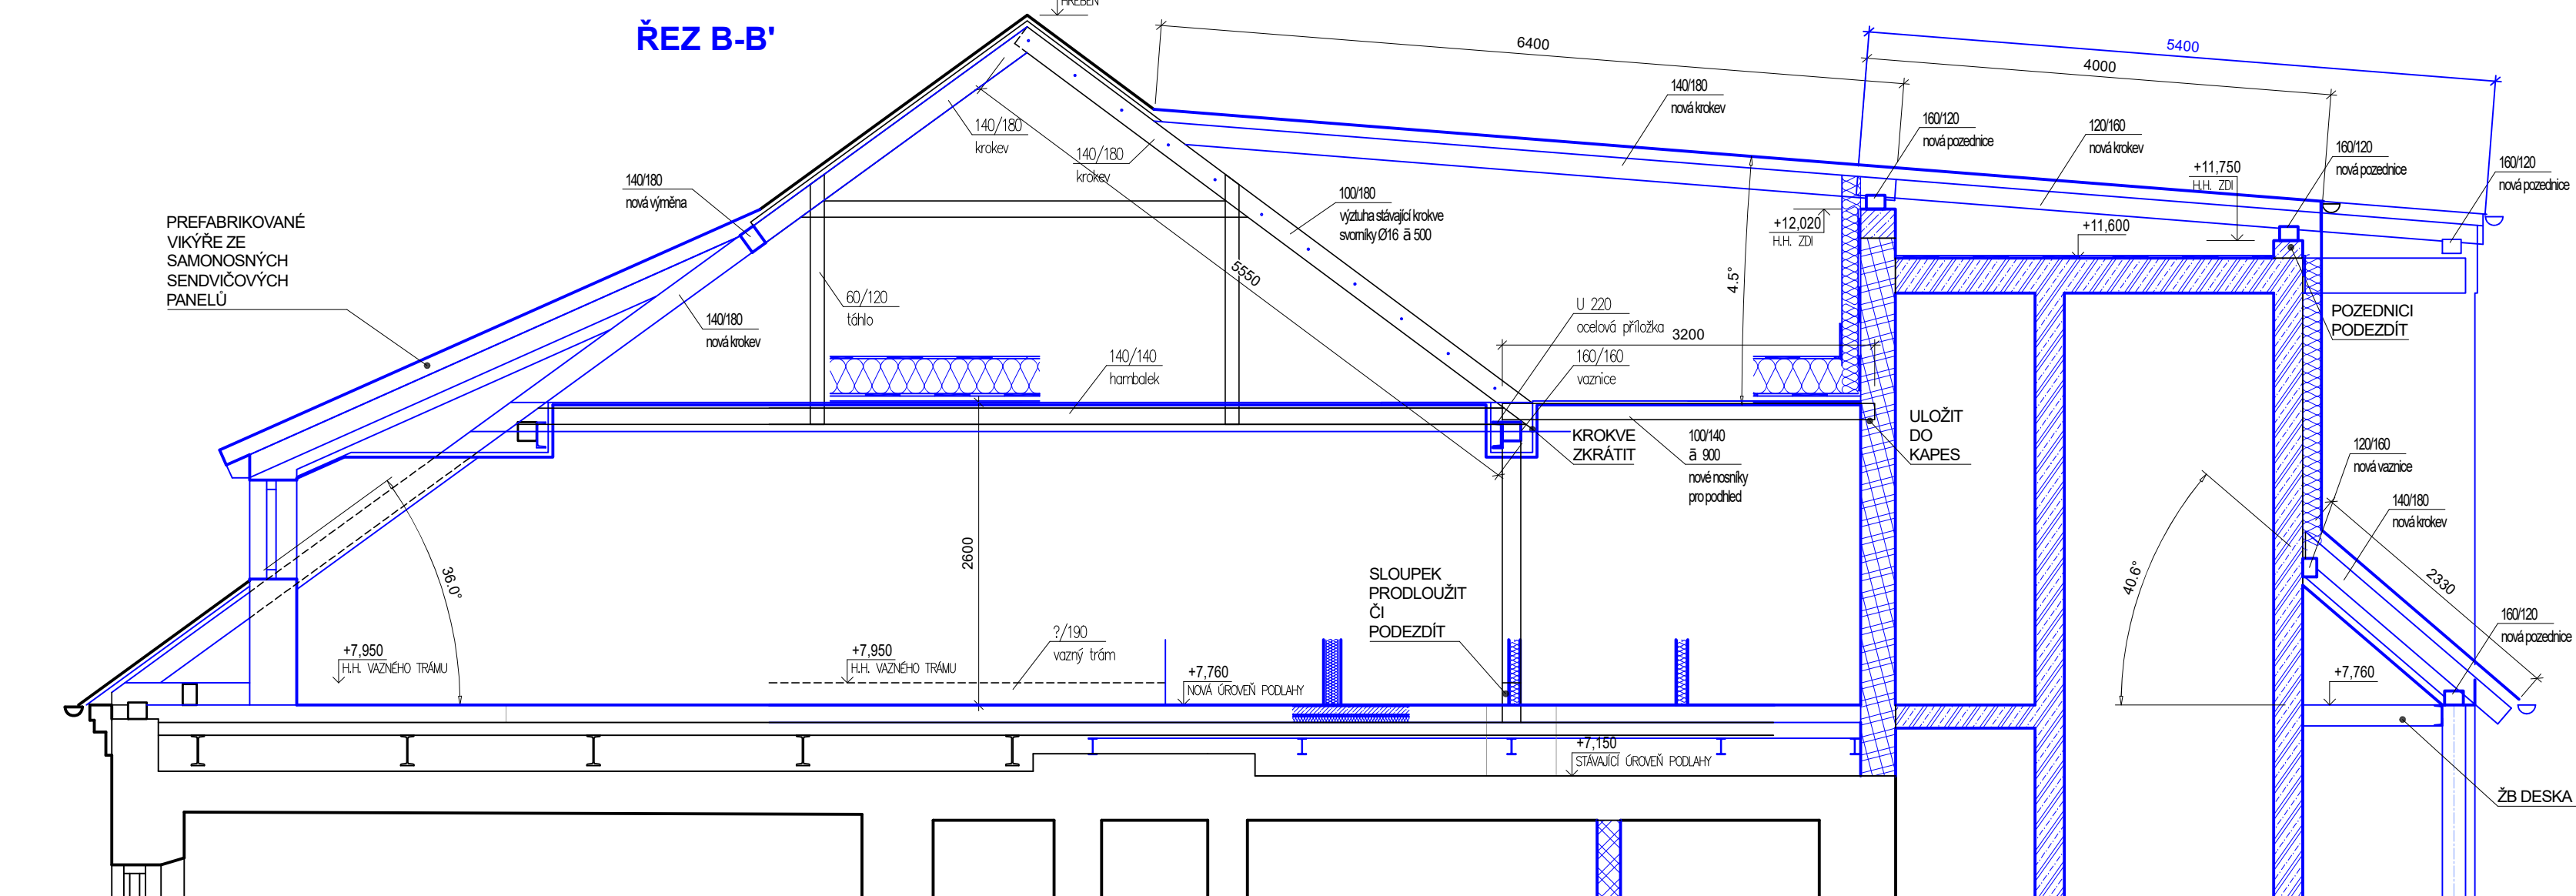 HŘEBEN
ŘEZ B-B'
6400
5400
4000
140/180
nová krokev
160/120
nová pozednice
120/160
nová krokev
+11,750
H.H. ZDI
160/120
nová pozednice
160/120
nová pozednice
140/180
krokev
140/180
krokev
140/180
nová výměna
100/180
výztuha stávající krokve
svorníky Ø16 ā 500
+12,020
H.H. ZDI
+11,600
PREFABRIKOVANÉ
VIKÝŘE ZE
SAMONOSNÝCH
SENDVIČOVÝCH
PANELŮ
5550
4.5°
60/120
táhlo
140/180
nová krokev
U 220
ocelová příložka
3200
POZEDNICI
PODEZDÍT
140/140
hambalek
160/160
vaznice
KROKVE
ZKRÁTIT
100/140
ā 900
nové nosníky
pro podhled
ULOŽIT
DO
KAPES
120/160
nová vaznice
140/180
nová krokev
36.0°
2600
SLOUPEK
PRODLOUŽIT
ČI
PODEZDÍT
40.6°
2330
160/120
nová pozednice
+7,950
H.H. VAZNÉHO TRÁMU
+7,950
H.H. VAZNÉHO TRÁMU
?/190
vazný trám
+7,760
NOVÁ ÚROVEŇ PODLAHY
+7,760
+7,150
STÁVAJÍCÍ ÚROVEŇ PODLAHY
ŽB DESKA